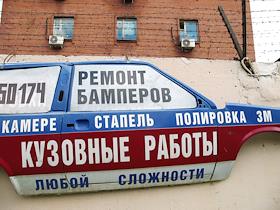 50174
РЕМОНТ
БАМПЕРОВ
КАМЕРЕ СТАПЕЛЬ ПОЛИРОВКА 3М
КУЗОВНЫЕ РАБОТЫ
ЛЮБОЙ СЛОЖНОСТИ